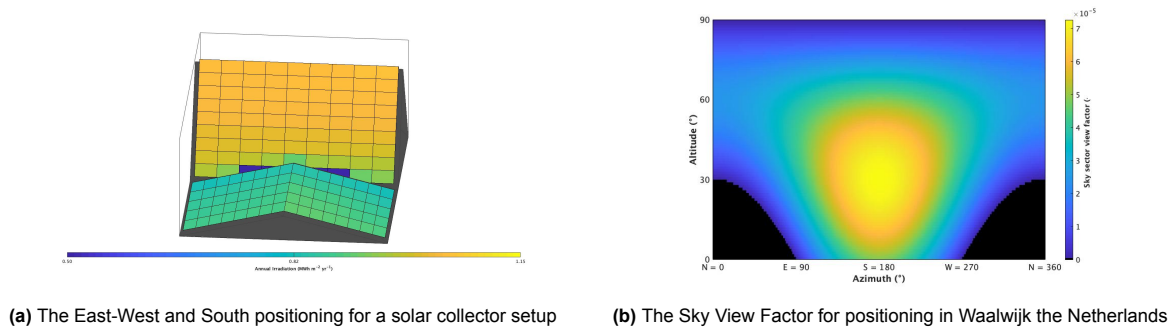 0.59 0.82 1.15
Annual Irradiation (MWh m⁻² yr⁻¹)
(a) The East-West and South positioning for a solar collector setup
×10⁻⁵
90
60
30
0
Altitude (°)
N = 0 E = 90 S = 180 W = 270 N = 360
Azimuth (°)
7
6
5
4
3
2
1
0
Sky sector view factor (-
(b) The Sky View Factor for positioning in Waalwijk the Netherlands